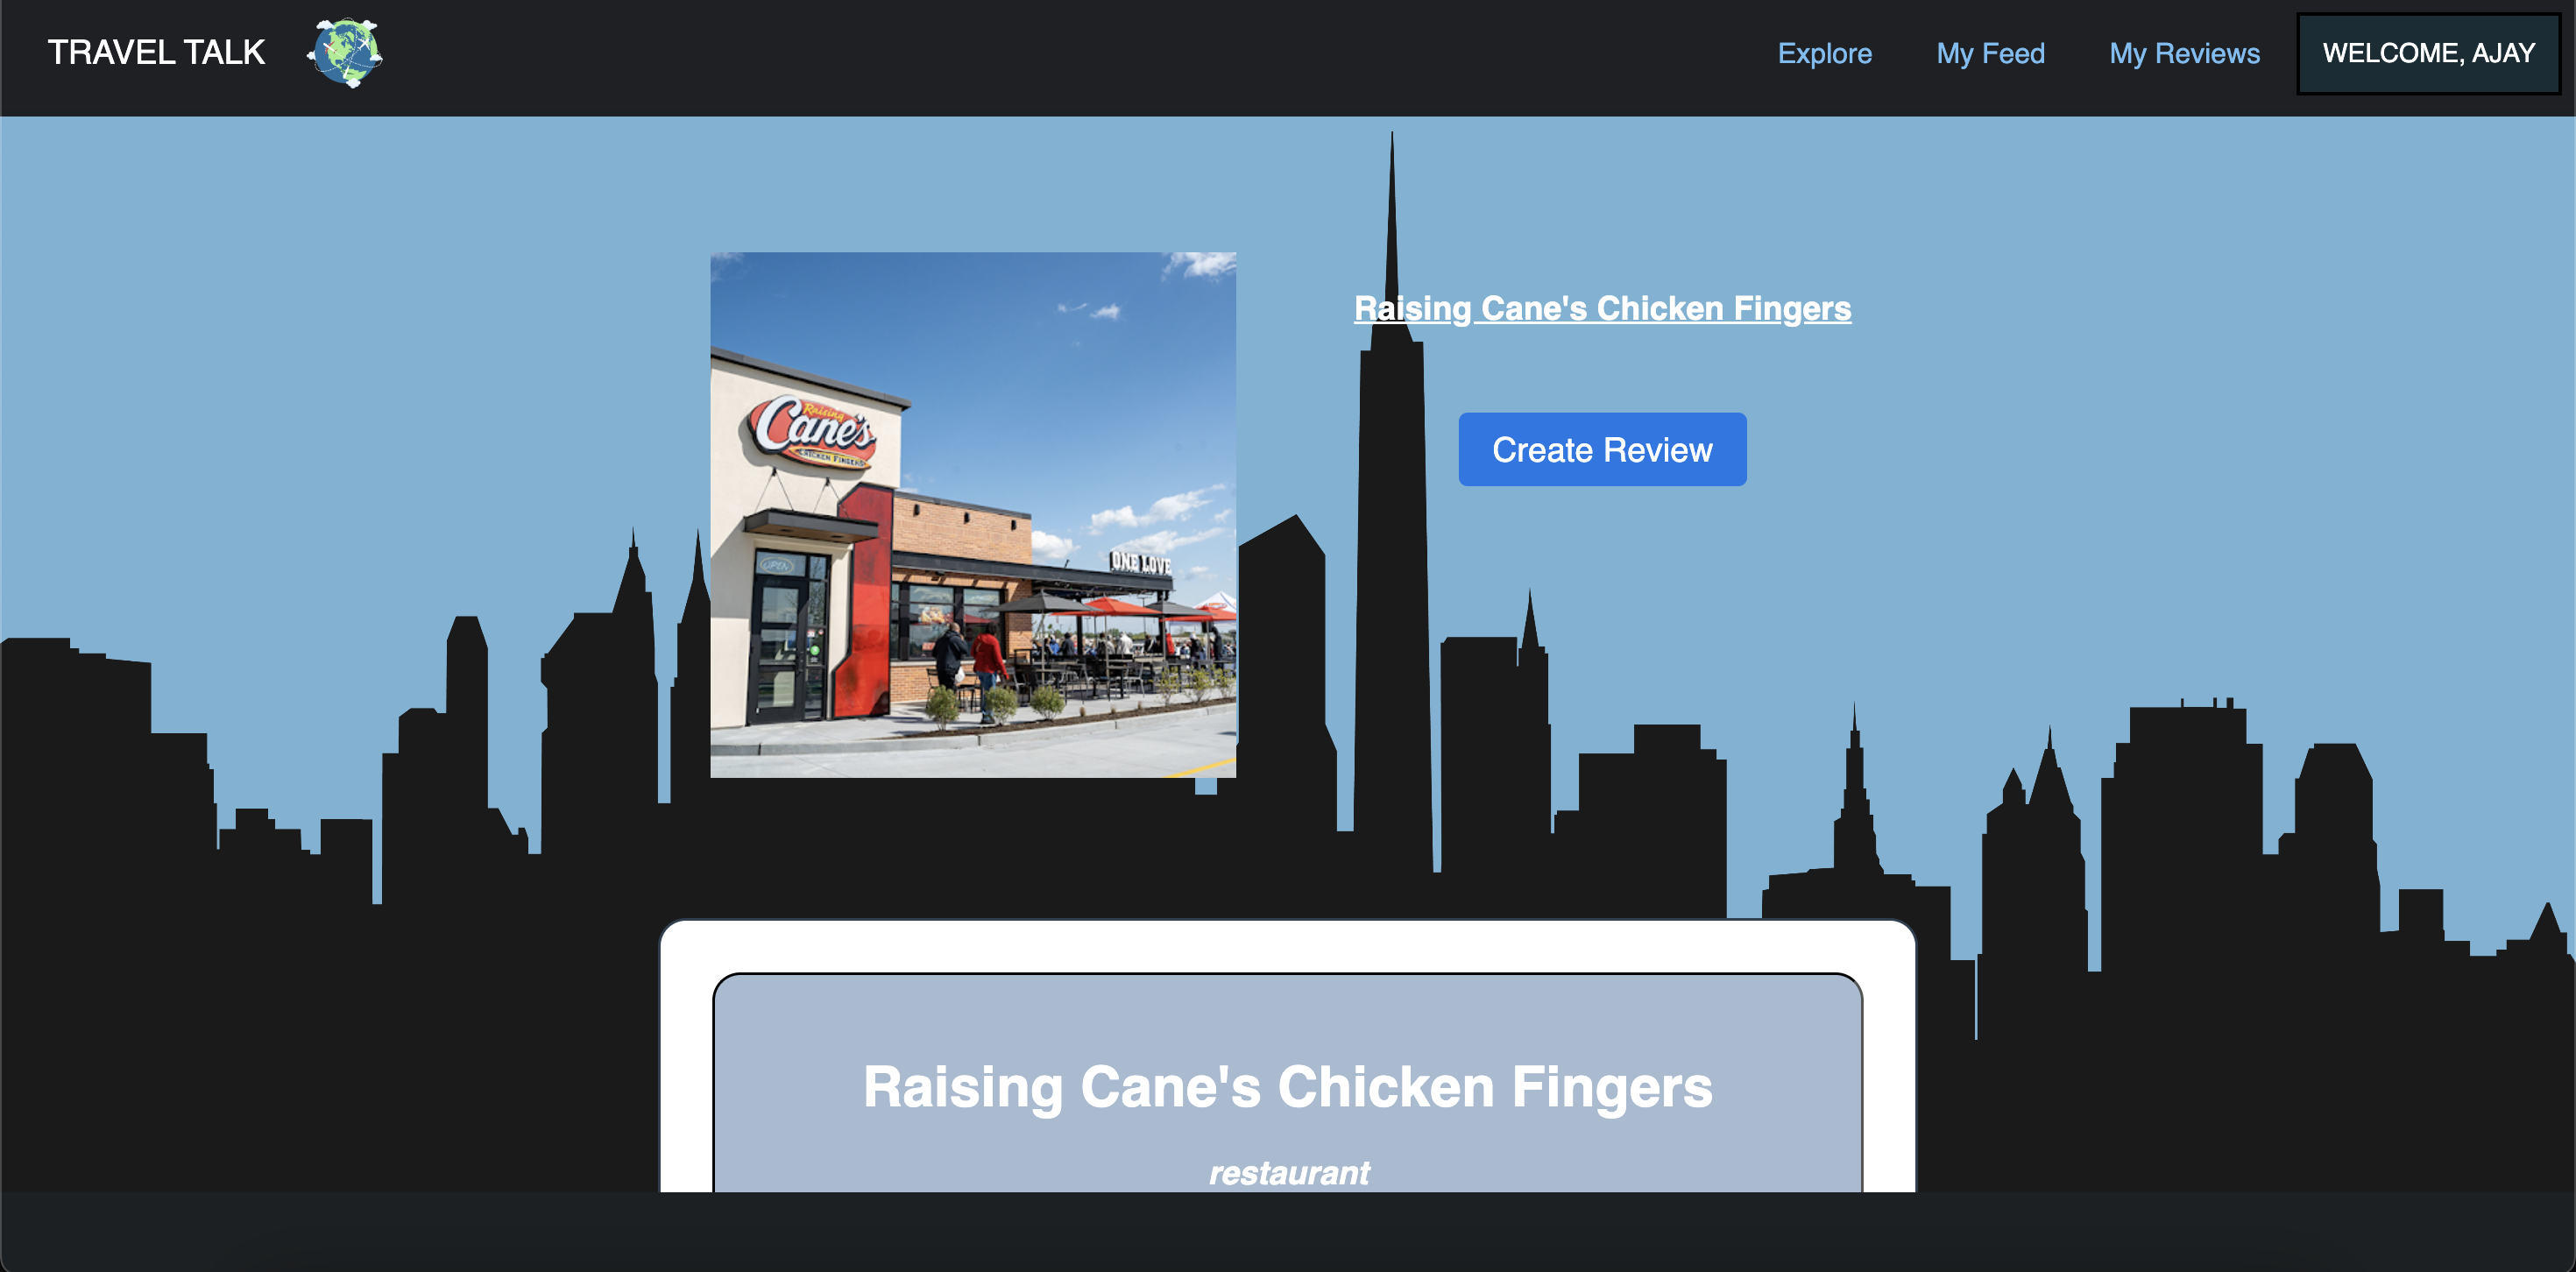 TRAVEL TALK
Explore
My Feed
My Reviews
WELCOME, AJAY
Raising Cane's Chicken Fingers
Create Review
Raising
Cane's
CHICKEN FINGERS
OPEN
ONE LOVE
Raising Cane's Chicken Fingers
restaurant